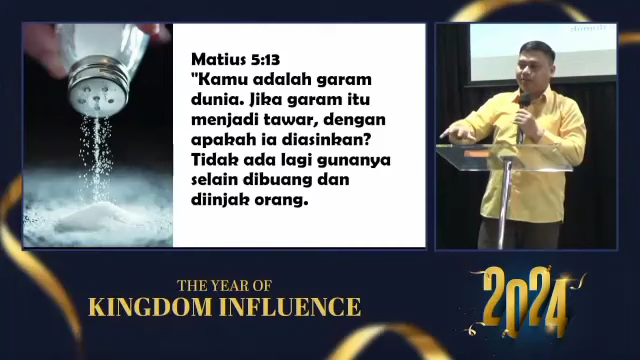 Matius 5:13
"Kamu adalah garam
dunia. Jika garam itu
menjadi tawar, dengan
apakah ia diasinkan?
Tidak ada lagi gunanya
selain dibuang dan
diinjak orang.
THE YEAR OF
KINGDOM INFLUENCE
2024